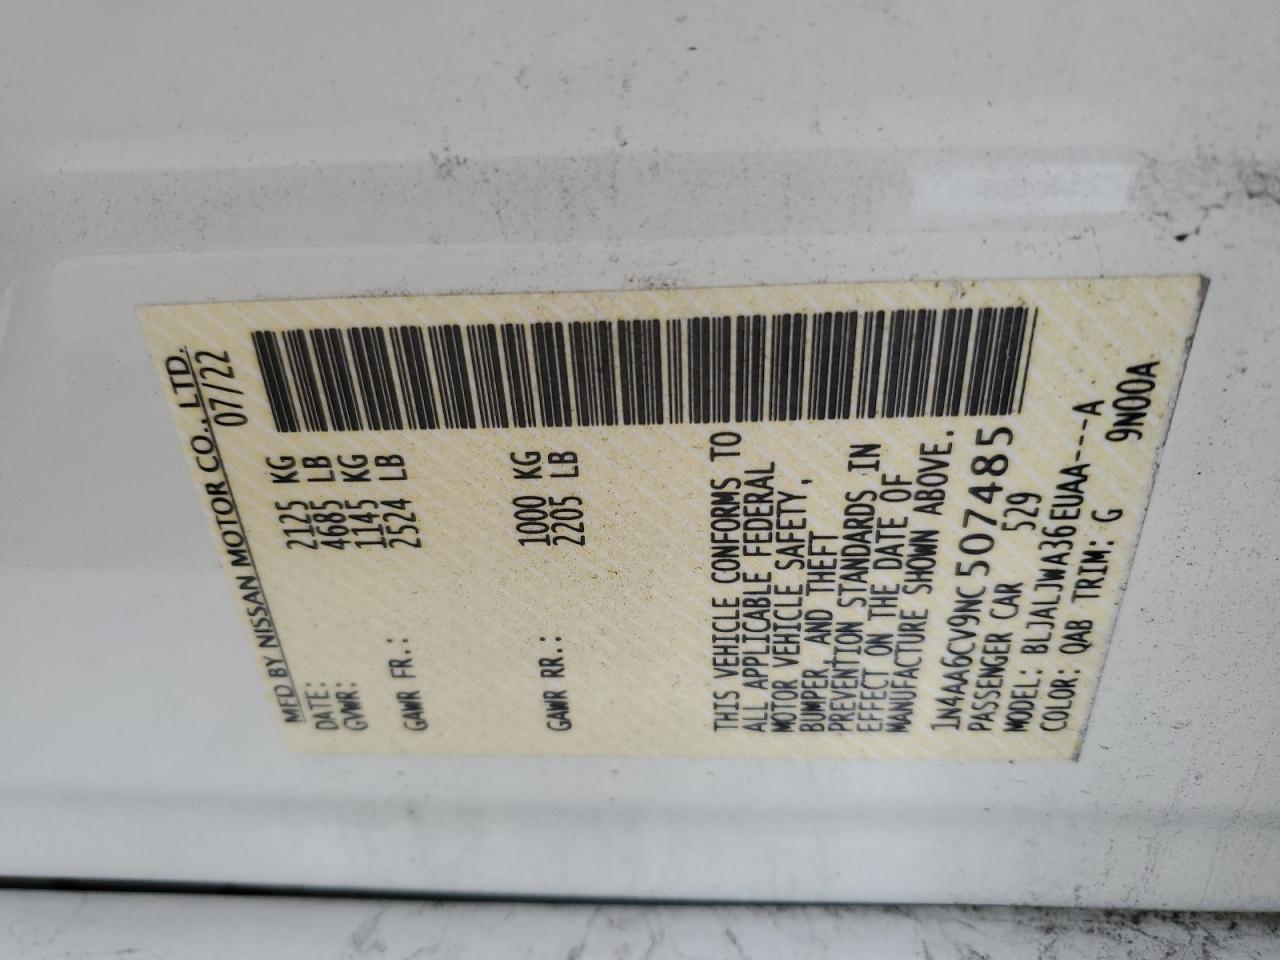 MFD BY NISSAN MOTOR CO., LTD.
DATE: 07/22
GVWR: 2125 KG
4685 LB
1145 KG
GAWR FR.: 2524 LB
1000 KG
GAWR RR.: 2205 LB
THIS VEHICLE CONFORMS TO
ALL APPLICABLE FEDERAL
MOTOR VEHICLE SAFETY,
BUMPER, AND THEFT
PREVENTION STANDARDS IN
EFFECT ON THE DATE OF
MANUFACTURE SHOWN ABOVE.
1N4AA6CV9NC507485
PASSENGER CAR 529
MODEL: BLJALJWA36EUAA---A
COLOR: QAB TRIM: G 9N00A